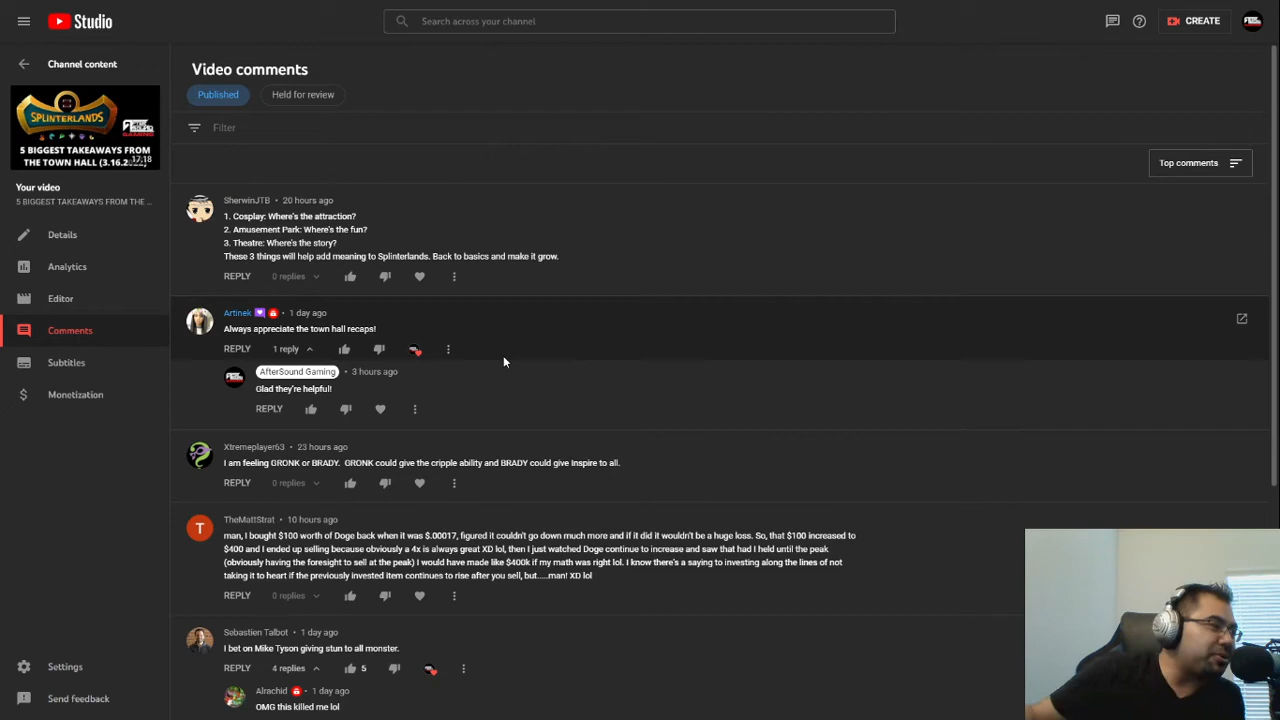 Studio
Search across your channel
CREATE
Channel content
SPLINTERLANDS
5 BIGGEST TAKEAWAYS FROM
THE TOWN HALL (3.16.2022)
17:18
Your video
5 BIGGEST TAKEAWAYS FROM THE ...
Details
Analytics
Editor
Comments
Subtitles
Monetization
Settings
Send feedback
Video comments
Published
Held for review
Filter
Top comments
SherwinJTB • 20 hours ago
1. Cosplay: Where's the attraction?
2. Amusement Park: Where's the fun?
3. Theatre: Where's the story?
These 3 things will help add meaning to Splinterlands. Back to basics and make it grow.
REPLY 0 replies
Artinek • 1 day ago
Always appreciate the town hall recaps!
REPLY 1 reply
AfterSound Gaming • 3 hours ago
Glad they're helpful!
REPLY
Xtremeplayer63 • 23 hours ago
I am feeling GRONK or BRADY. GRONK could give the cripple ability and BRADY could give Inspire to all.
REPLY 0 replies
T
TheMattStrat • 10 hours ago
man, I bought $100 worth of Doge back when it was $.00017, figured it couldn't go down much more and if it did it wouldn't be a huge loss. So, that $100 increased to
$400 and I ended up selling because obviously a 4x is always great XD lol, then I just watched Doge continue to increase and saw that had I held until the peak
(obviously having the foresight to sell at the peak) I would have made like $400k if my math was right lol. I know there's a saying to investing along the lines of not
taking it to heart if the previously invested item continues to rise after you sell, but.....man! XD lol
REPLY 0 replies
Sebastien Talbot • 1 day ago
I bet on Mike Tyson giving stun to all monster.
REPLY 4 replies 5
Alrachid • 1 day ago
OMG this killed me lol